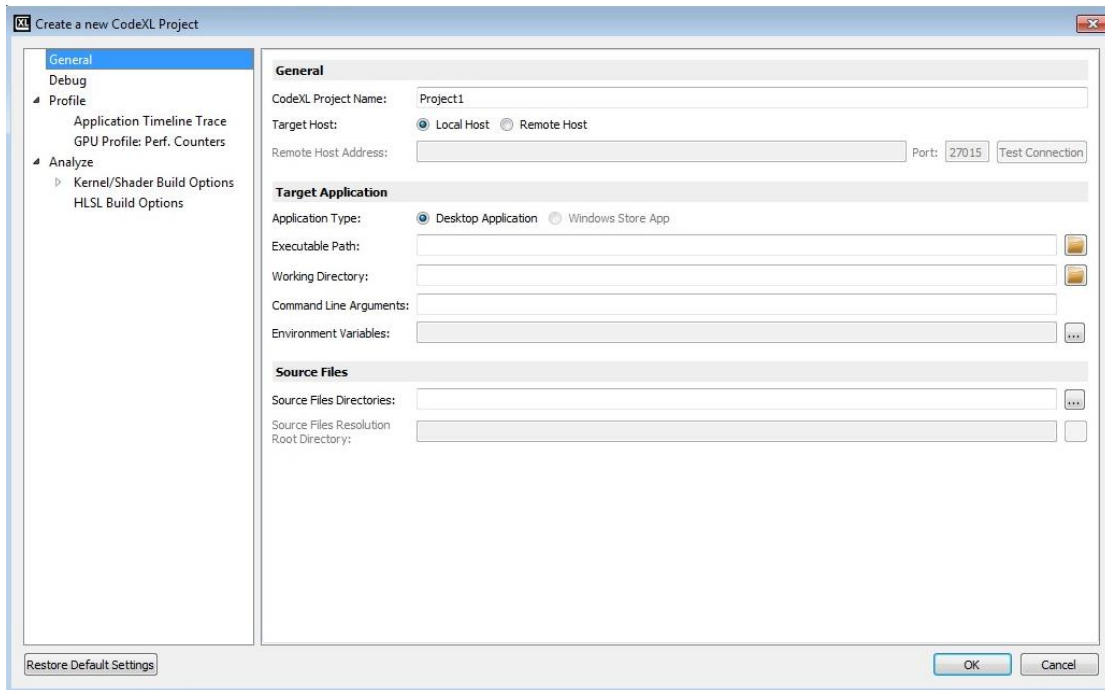 XL Create a new CodeXL Project
General
Debug
Profile
Application Timeline Trace
GPU Profile: Perf. Counters
Analyze
Kernel/Shader Build Options
HLSL Build Options
General
CodeXL Project Name: Project1
Target Host: Local Host Remote Host
Remote Host Address: Port: 27015 Test Connection
Target Application
Application Type: Desktop Application Windows Store App
Executable Path:
Working Directory:
Command Line Arguments:
Environment Variables: ...
Source Files
Source Files Directories: ...
Source Files Resolution
Root Directory:
Restore Default Settings OK Cancel